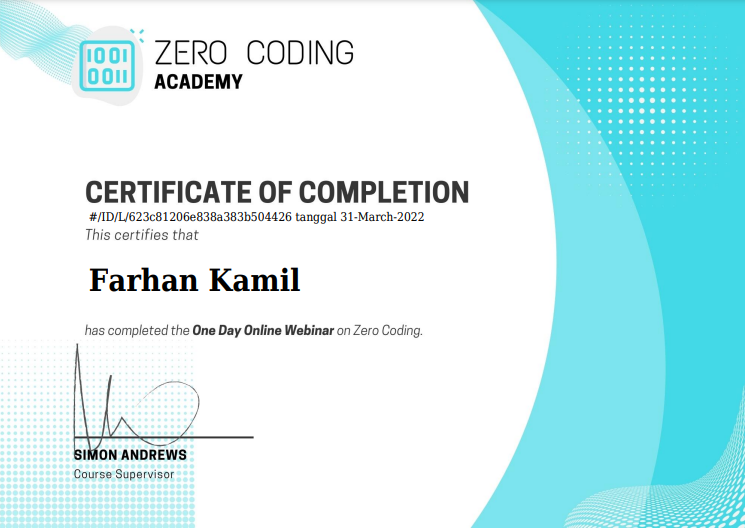 1001
0011
ZERO CODING
ACADEMY
CERTIFICATE OF COMPLETION
#/ID/L/623c81206e838a383b504426 tanggal 31-March-2022
This certifies that
Farhan Kamil
has completed the One Day Online Webinar on Zero Coding.
SIMON ANDREWS
Course Supervisor